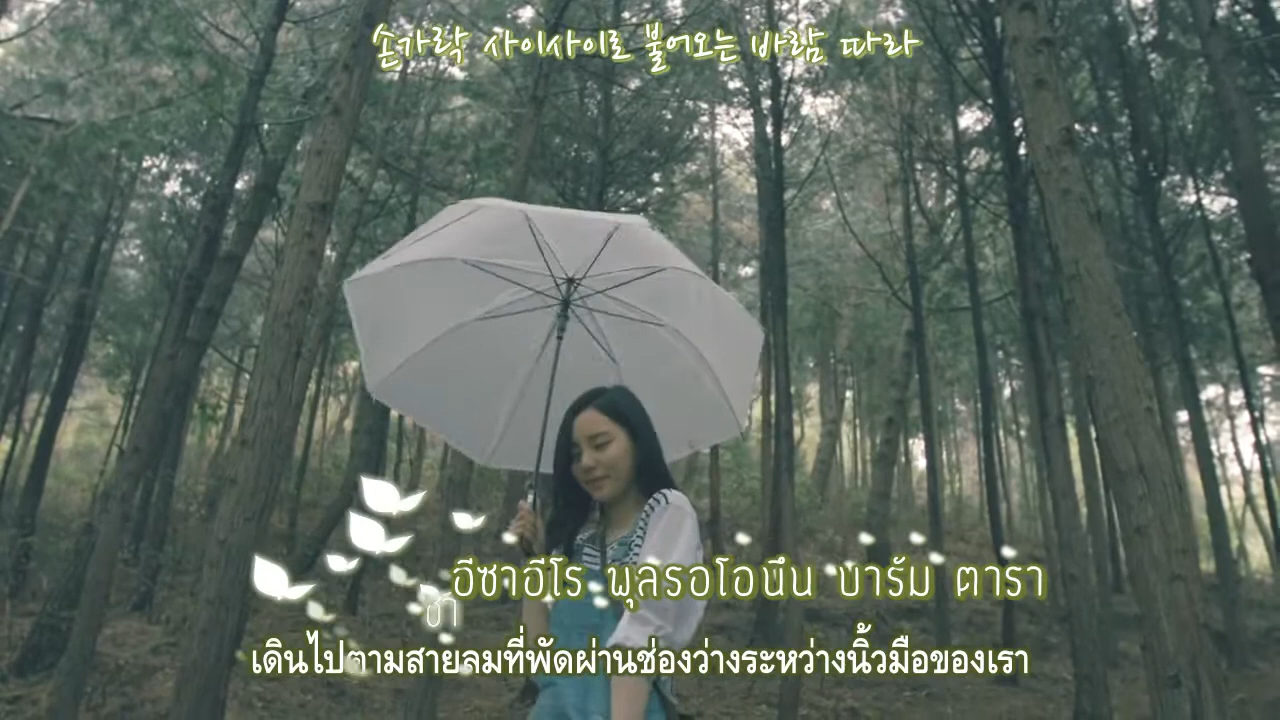 손가락 사이사이로 불어오는 바람 따라
ซาอีซาอีโร พุลรอโอนึน บารัม ตารา
เดินไปตามสายลมที่พัดผ่านช่องว่างระหว่างนิ้วมือของเรา